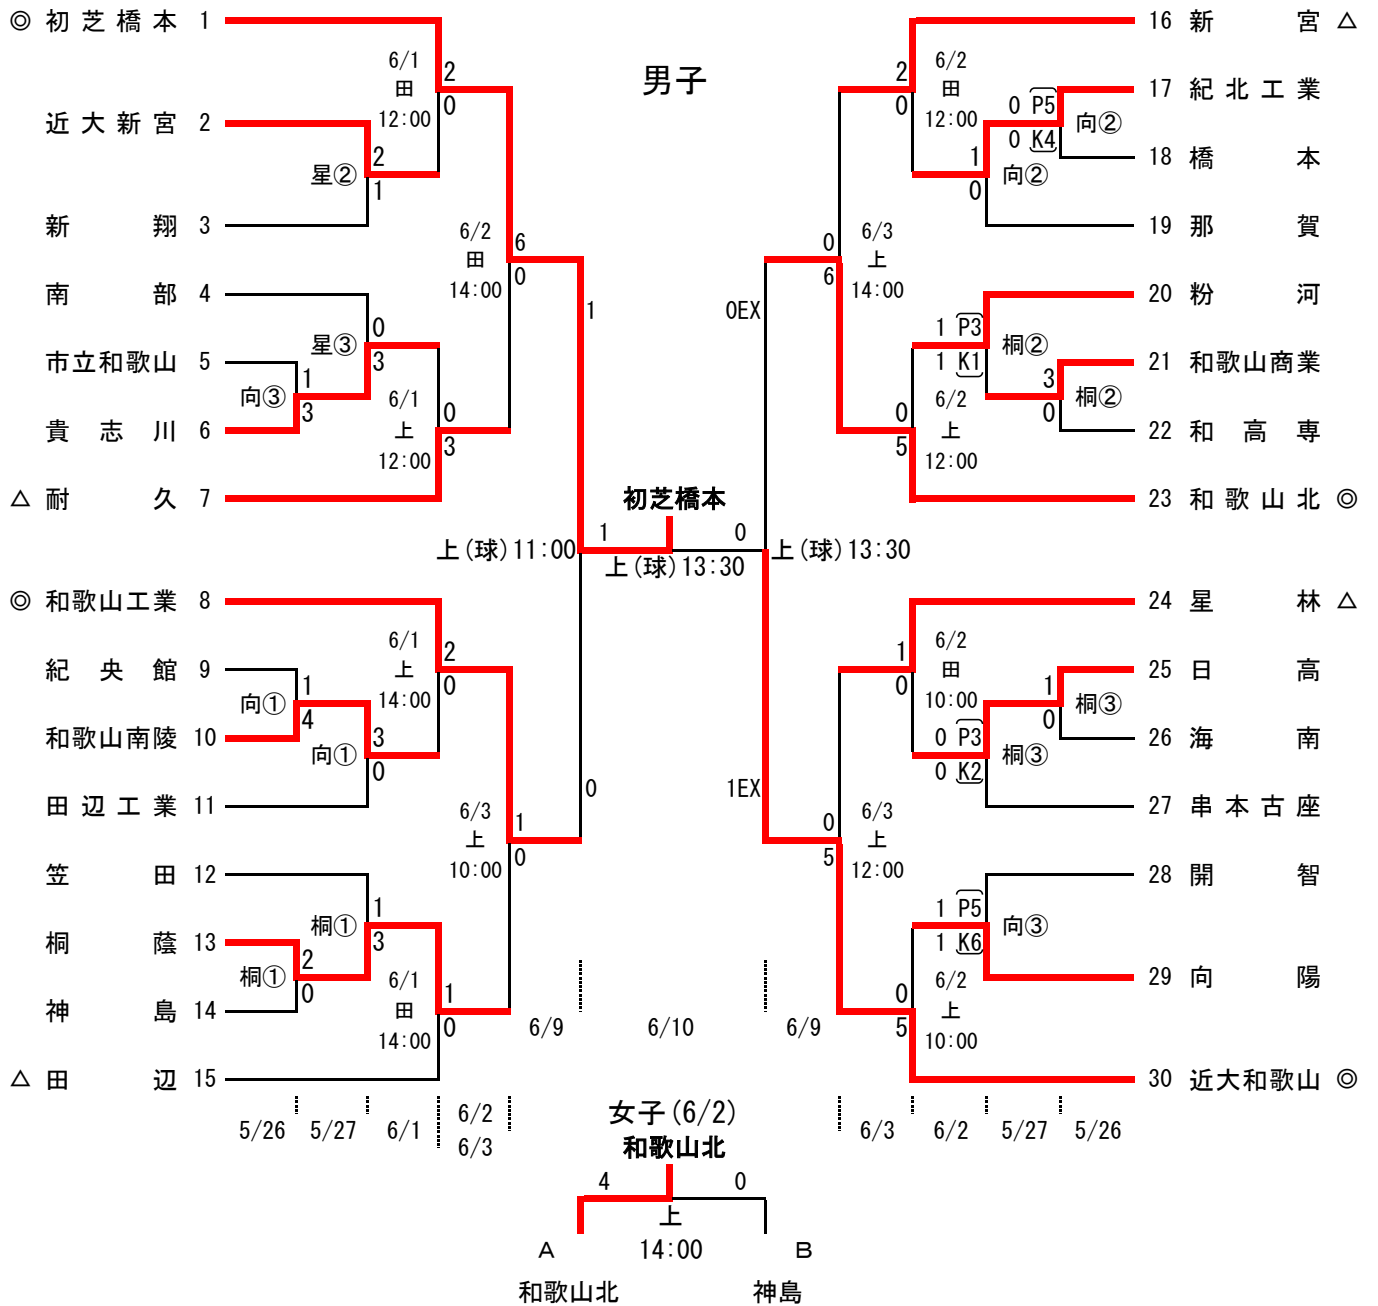 男子
◎ 初芝橋本 1
近大新宮 2
新翔 3
南部 4
市立和歌山 5
貴志川 6
△ 耐久 7
◎ 和歌山工業 8
紀央館 9
和歌山南陵 10
田辺工業 11
笠田 12
桐蔭 13
神島 14
△ 田辺 15
6/1
田
12:00
2
0
星②
2
1
6/2
田
14:00
6
0
星③
0
3
向③
1
3
6/1
上
12:00
0
3
1
上(球)11:00
6/1
上
14:00
2
0
向①
1
4
向①
3
0
6/3
上
10:00
1
0
0
桐①
1
3
桐①
2
0
6/1
田
14:00
1
0
初芝橋本
1
0
上(球)13:30
16 新宮 △
17 紀北工業
18 橋本
19 那賀
20 粉河
21 和歌山商業
22 和高専
23 和歌山北 ◎
24 星林 △
25 日高
26 海南
27 串本古座
28 開智
29 向陽
30 近大和歌山 ◎
2
0
6/2
田
12:00
0 P5
0 K4
向②
1
0
向②
0
6
6/3
上
14:00
0EX
1 P3
1 K1
桐②
3
0
桐②
0
5
6/2
上
12:00
上(球)13:30
1
0
6/2
田
10:00
1
0
桐③
0 P3
0 K2
桐③
1EX
0
5
6/3
上
12:00
1 P5
1 K6
向③
0
5
6/2
上
10:00
6/9
6/10
6/9
5/26
5/27
6/1
6/2
6/3
6/3
6/2
5/27
5/26
女子(6/2)
和歌山北
4
0
上
14:00
A
B
和歌山北
神島